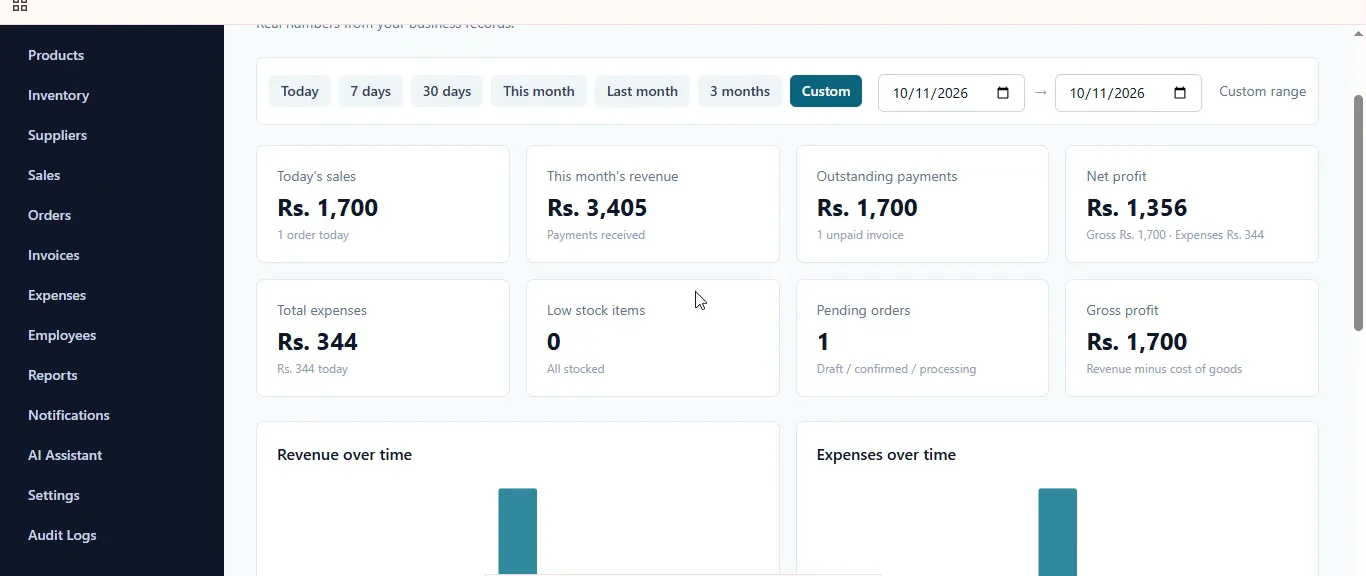 Real numbers from your business records.
Products
Inventory
Suppliers
Sales
Orders
Invoices
Expenses
Employees
Reports
Notifications
AI Assistant
Settings
Audit Logs
Today 7 days 30 days This month Last month 3 months Custom 10/11/2026 → 10/11/2026 Custom range
Today's sales
Rs. 1,700
1 order today
This month's revenue
Rs. 3,405
Payments received
Outstanding payments
Rs. 1,700
1 unpaid invoice
Net profit
Rs. 1,356
Gross Rs. 1,700 · Expenses Rs. 344
Total expenses
Rs. 344
Rs. 344 today
Low stock items
0
All stocked
Pending orders
1
Draft / confirmed / processing
Gross profit
Rs. 1,700
Revenue minus cost of goods
Revenue over time
Expenses over time